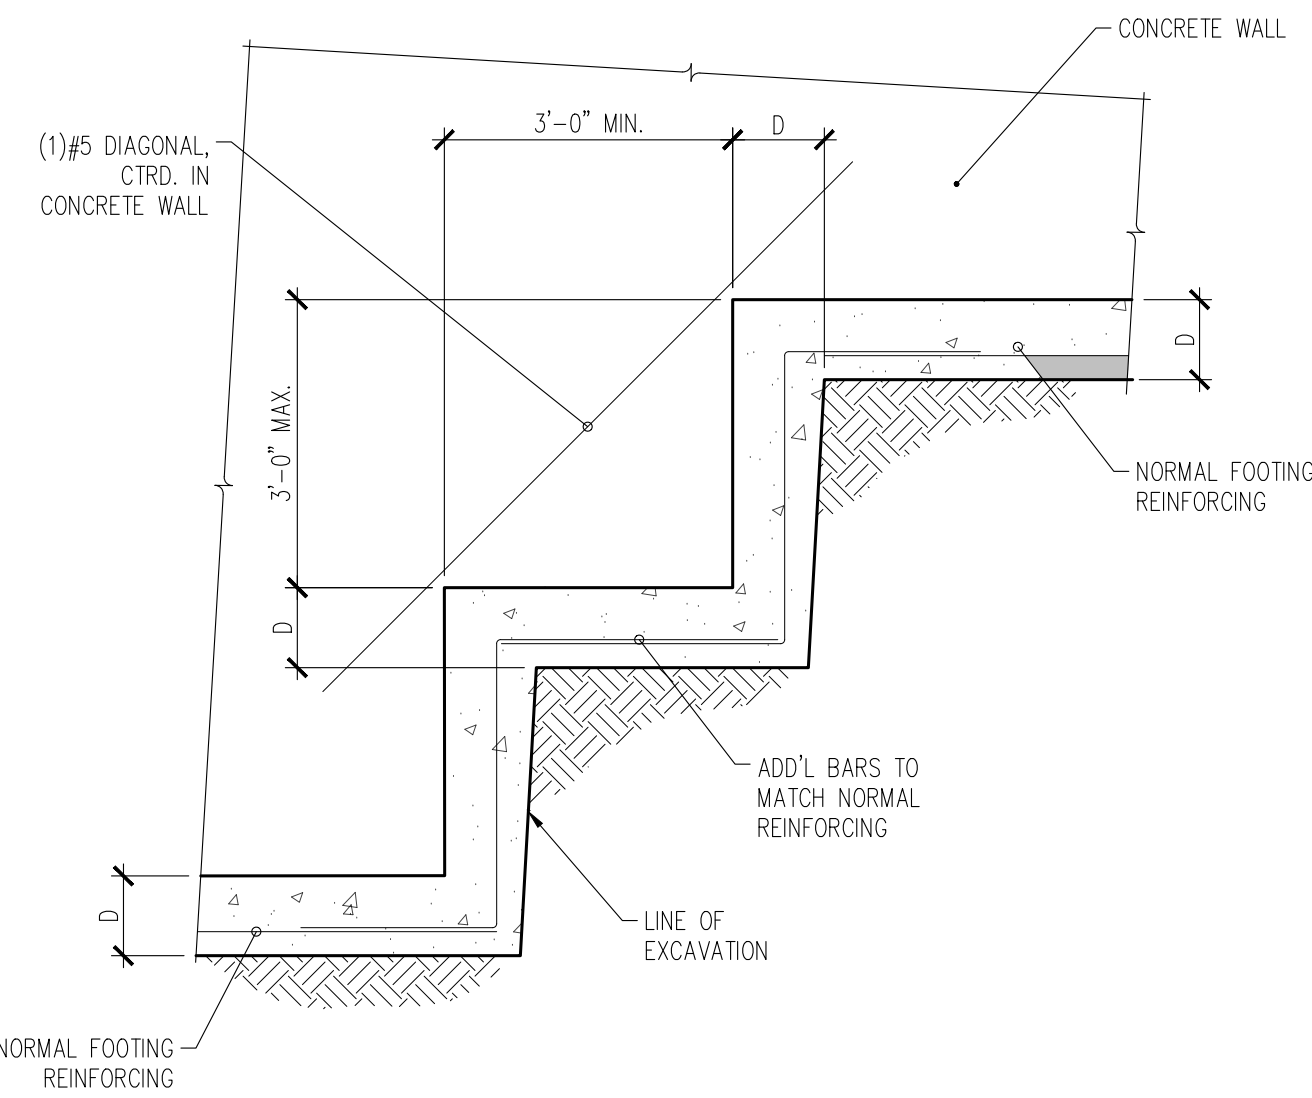 CONCRETE WALL
3'-0" MIN.
D
(1)#5 DIAGONAL,
CTRD. IN
CONCRETE WALL
D
3'-0" MAX.
NORMAL FOOTING
REINFORCING
D
ADD'L BARS TO
MATCH NORMAL
REINFORCING
D
LINE OF
EXCAVATION
NORMAL FOOTING
REINFORCING